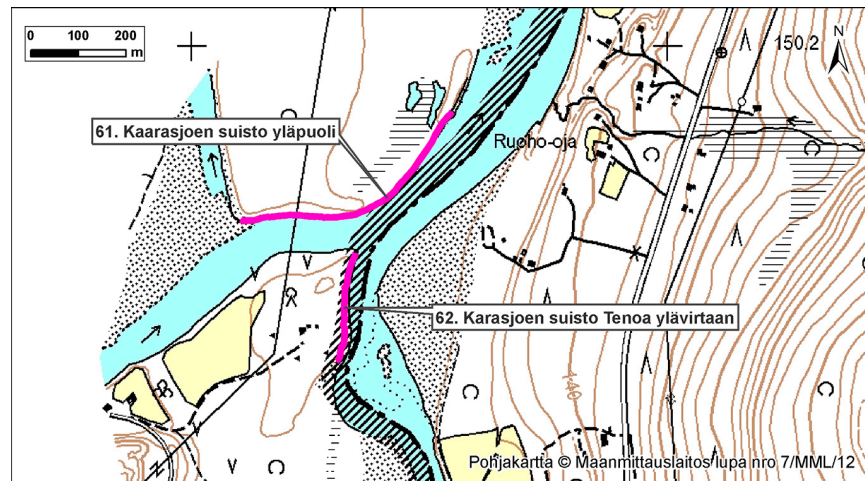 0 100 200
m
150.2
N
61. Kaarasjoen suisto yläpuoli
Ruoho-oja
62. Karasjoen suisto Tenoa ylävirtaan
140
Pohjakartta © Maanmittauslaitos lupa nro 7/MML/12